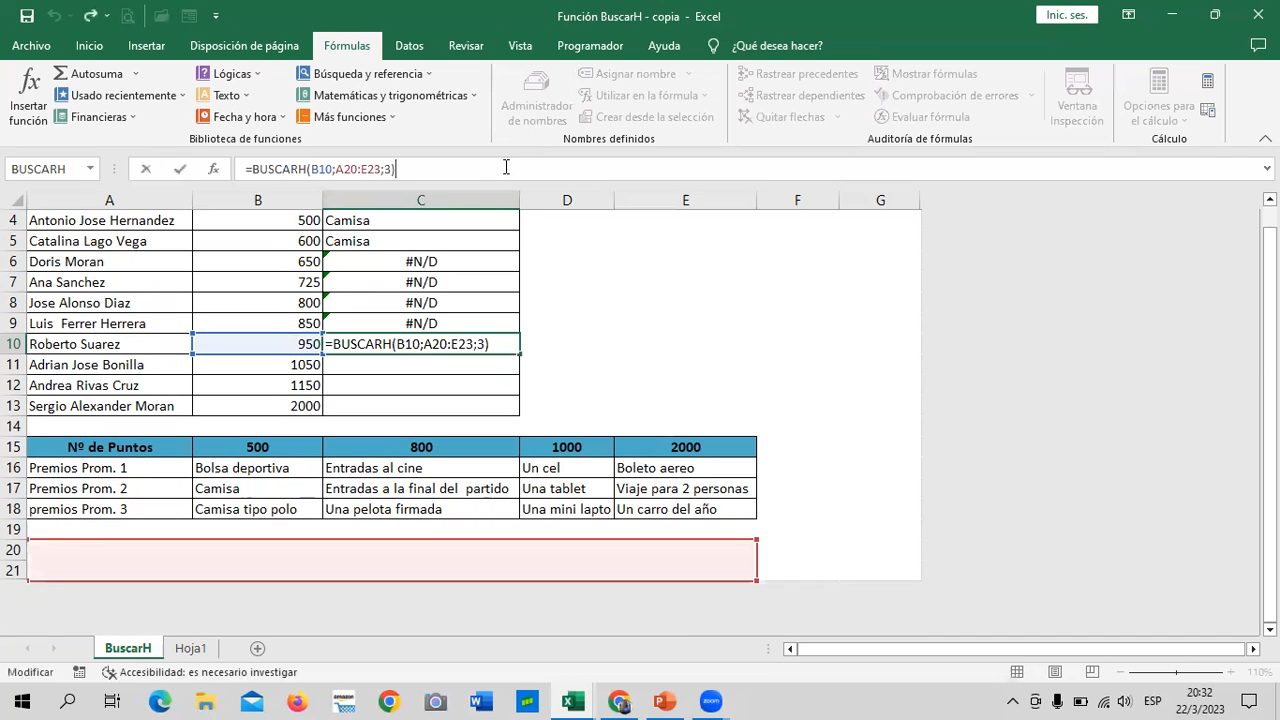 Función BuscarH - copia - Excel
Inic. ses.
Archivo Inicio Insertar Disposición de página Fórmulas Datos Revisar Vista Programador Ayuda ¿Qué desea hacer?
Insertar función
Autosuma
Usado recientemente
Financieras
Lógicas
Texto
Fecha y hora
Búsqueda y referencia
Matemáticas y trigonométricas
Más funciones
Biblioteca de funciones
Administrador de nombres
Asignar nombre
Utilizar en la fórmula
Crear desde la selección
Nombres definidos
Rastrear precedentes
Rastrear dependientes
Quitar flechas
Mostrar fórmulas
Comprobación de errores
Evaluar fórmula
Auditoría de fórmulas
Ventana Inspección
Opciones para el cálculo
Cálculo
BUSCARH =BUSCARH(B10;A20:E23;3)
A B C D E F G
4 Antonio Jose Hernandez 500 Camisa
5 Catalina Lago Vega 600 Camisa
6 Doris Moran 650 #N/D
7 Ana Sanchez 725 #N/D
8 Jose Alonso Diaz 800 #N/D
9 Luis Ferrer Herrera 850 #N/D
10 Roberto Suarez 950 =BUSCARH(B10;A20:E23;3)
11 Adrian Jose Bonilla 1050
12 Andrea Rivas Cruz 1150
13 Sergio Alexander Moran 2000
14
15 Nº de Puntos 500 800 1000 2000
16 Premios Prom. 1 Bolsa deportiva Entradas al cine Un cel Boleto aereo
17 Premios Prom. 2 Camisa Entradas a la final del partido Una tablet Viaje para 2 personas
18 premios Prom. 3 Camisa tipo polo Una pelota firmada Una mini lapto Un carro del año
19
20
21
BuscarH Hoja1
Modificar Accesibilidad: es necesario investigar 110%
amazon
ESP
20:32
22/3/2023